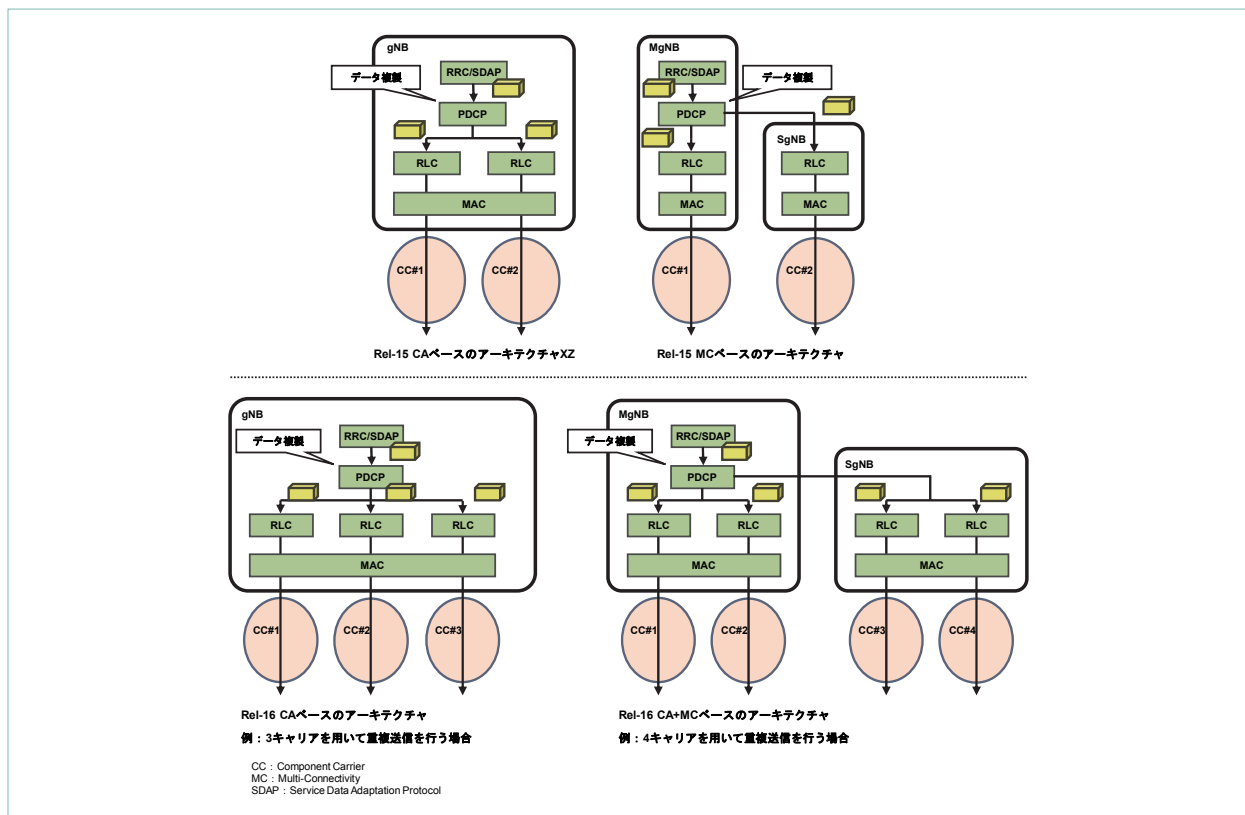 gNB
データ複製
RRC/SDAP
PDCP
RLC
RLC
MAC
CC#1
CC#2
Rel-15 CAベースのアーキテクチャXZ
MgNB
RRC/SDAP
データ複製
PDCP
SgNB
RLC
RLC
MAC
MAC
CC#1
CC#2
Rel-15 MCベースのアーキテクチャ
gNB
データ複製
RRC/SDAP
PDCP
RLC
RLC
RLC
MAC
CC#1
CC#2
CC#3
Rel-16 CAベースのアーキテクチャ
例：3キャリアを用いて重複送信を行う場合
MgNB
データ複製
RRC/SDAP
PDCP
SgNB
RLC
RLC
RLC
RLC
MAC
MAC
CC#1
CC#2
CC#3
CC#4
Rel-16 CA+MCベースのアーキテクチャ
例：4キャリアを用いて重複送信を行う場合
CC：Component Carrier
MC：Multi-Connectivity
SDAP：Service Data Adaptation Protocol